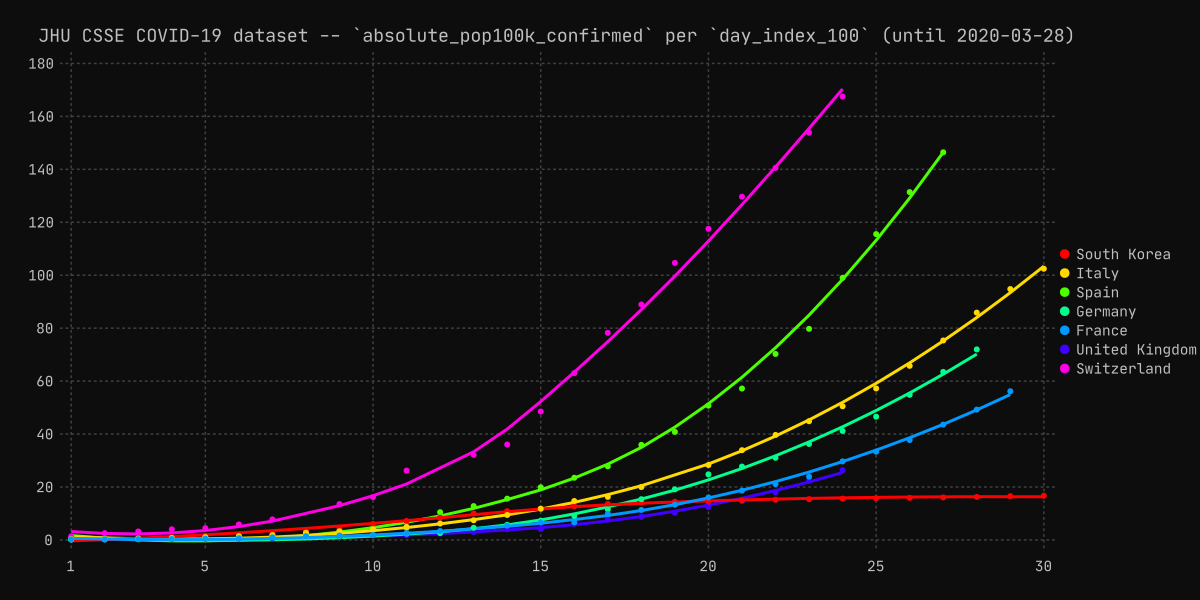 JHU CSSE COVID-19 dataset -- `absolute_pop100k_confirmed` per `day_index_100` (until 2020-03-28)
180
160
140
120
100
80
60
40
20
0
1 5 10 15 20 25 30
South Korea
Italy
Spain
Germany
France
United Kingdom
Switzerland